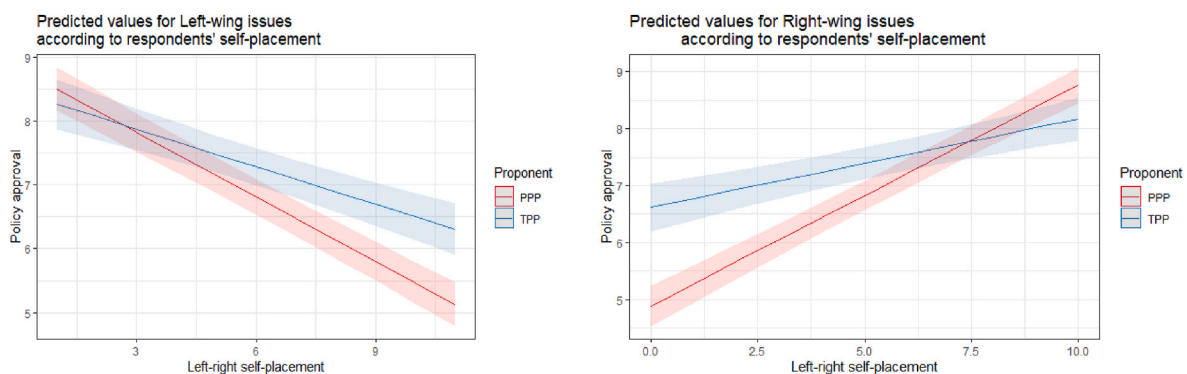 Predicted values for Left-wing issues
according to respondents' self-placement
9
8
7
6
5
Policy approval
3
6
9
Left-right self-placement
Proponent
PPP
TPP
Predicted values for Right-wing issues
according to respondents' self-placement
9
8
7
6
5
Policy approval
0.0
2.5
5.0
7.5
10.0
Left-right self-placement
Proponent
PPP
TPP